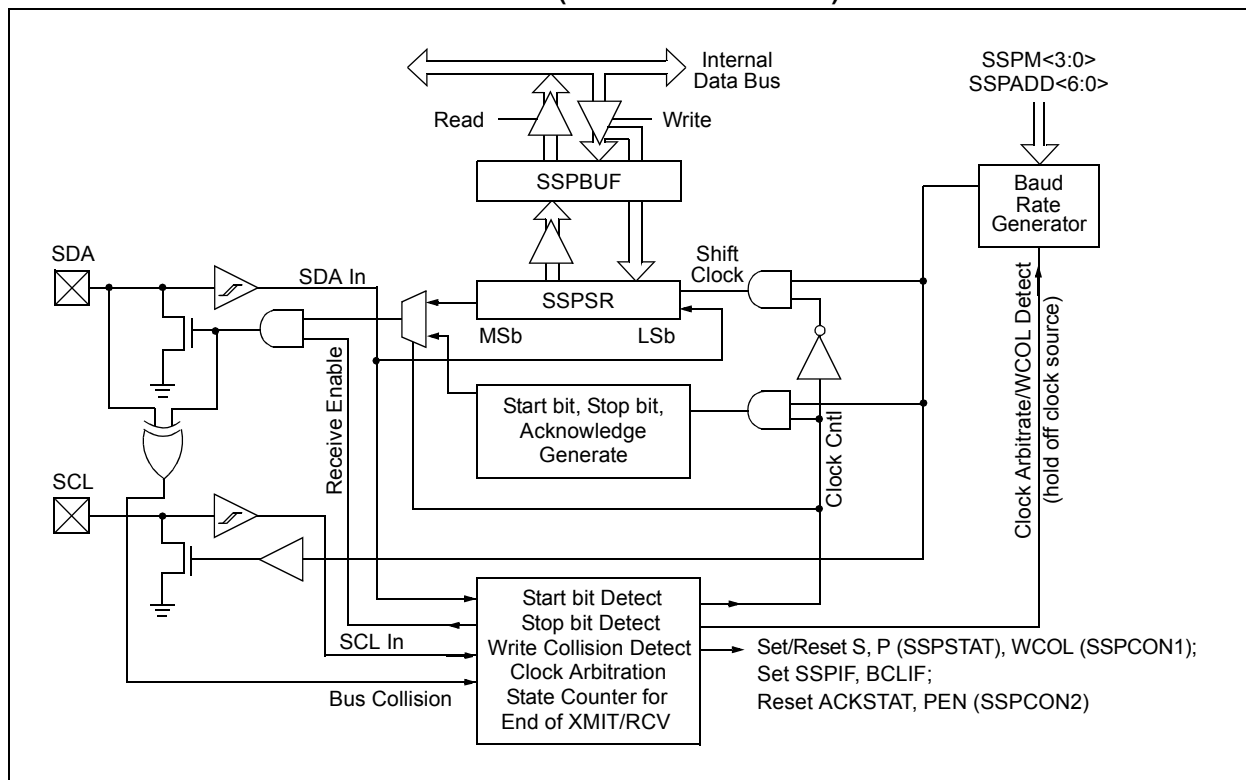 Internal
Data Bus
SSPM<3:0>
SSPADD<6:0>
Read
Write
SSPBUF
Baud
Rate
Generator
SDA
SDA In
Shift
Clock
SSPSR
MSb
LSb
Clock Arbitrate/WCOL Detect
(hold off clock source)
Receive Enable
Start bit, Stop bit,
Acknowledge
Generate
Clock Cntl
SCL
SCL In
Bus Collision
Start bit Detect
Stop bit Detect
Write Collision Detect
Clock Arbitration
State Counter for
End of XMIT/RCV
Set/Reset S, P (SSPSTAT), WCOL (SSPCON1);
Set SSPIF, BCLIF;
Reset ACKSTAT, PEN (SSPCON2)